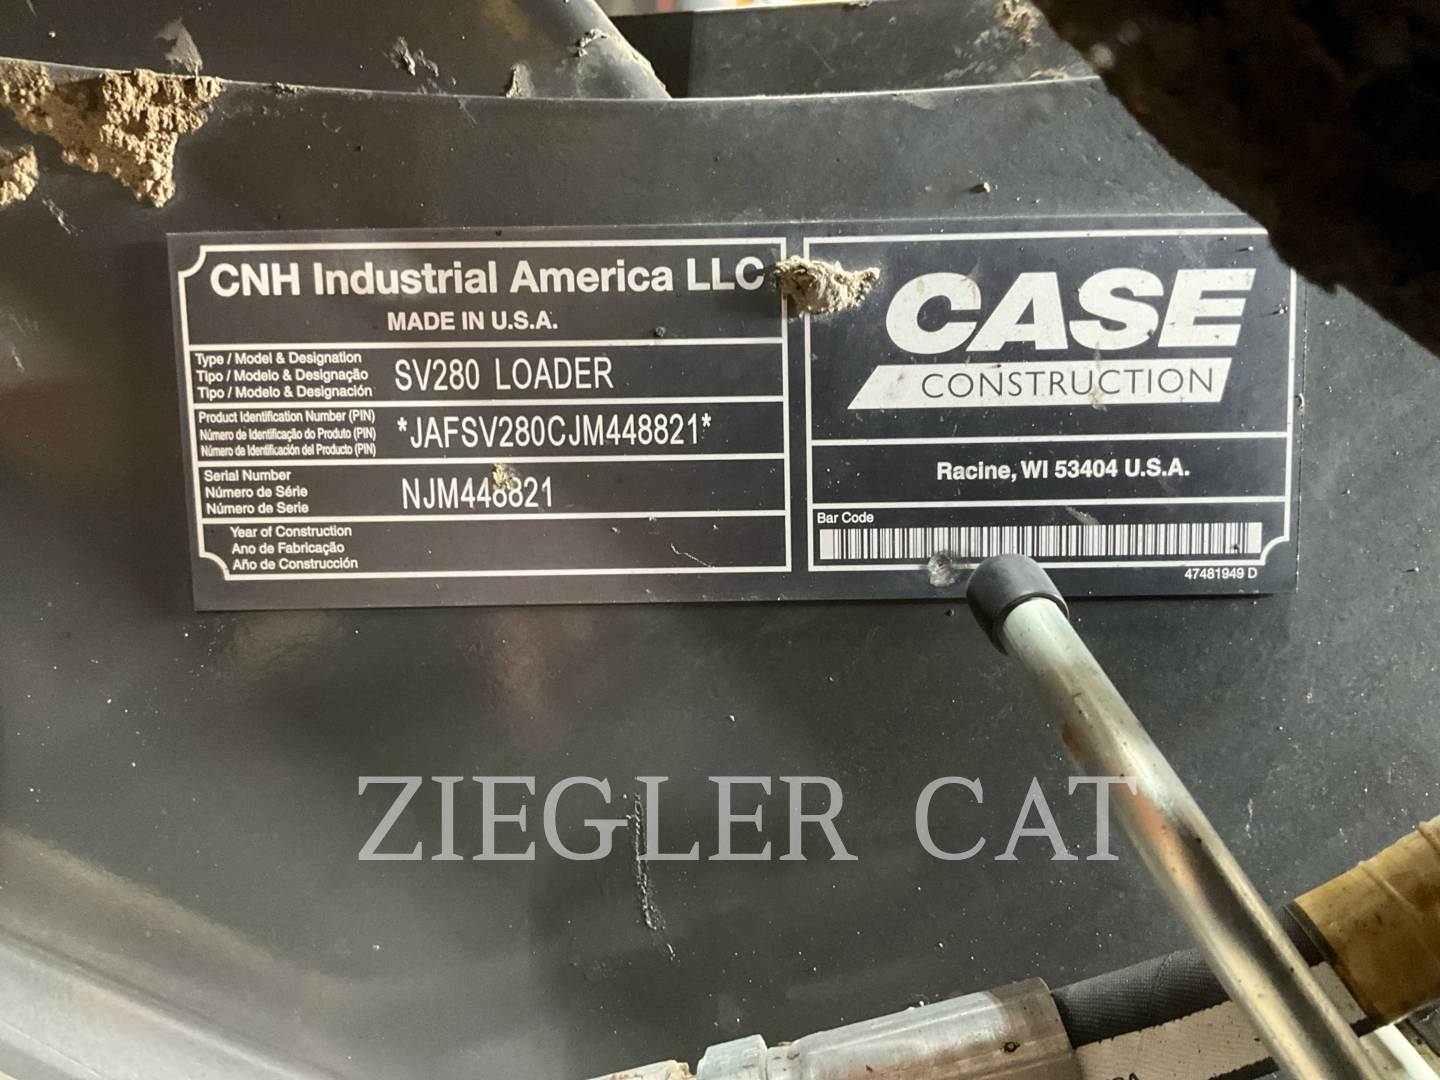 CNH Industrial America LLC
MADE IN U.S.A.
Type / Model & Designation
Tipo / Modelo & Designação
Tipo / Modelo & Designación
SV280 LOADER
Product Identification Number (PIN)
Número de Identificação do Produto (PIN)
Número de Identificación del Producto (PIN)
*JAFSV280CJM448821*
Serial Number
Número de Série
Número de Serie
NJM448821
Year of Construction
Ano de Fabricação
Año de Construcción
CASE
CONSTRUCTION
Racine, WI 53404 U.S.A.
Bar Code
47481949 D
ZIEGLER CAT